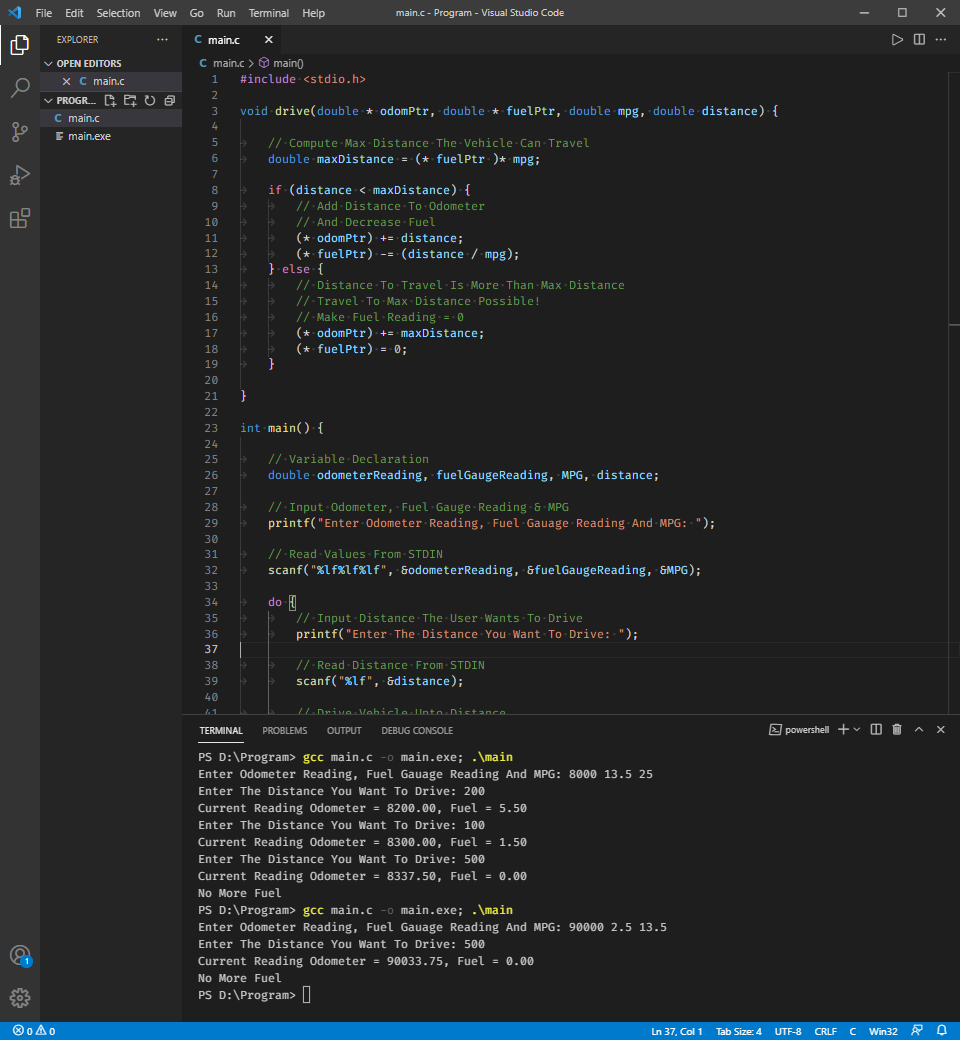 File Edit Selection View Go Run Terminal Help main.c - Program - Visual Studio Code
EXPLORER
OPEN EDITORS
C main.c
PROGR...
C main.c
main.exe
C main.c
C main.c > main()
1 #include <stdio.h>
2
3 void drive(double * odomPtr, double * fuelPtr, double mpg, double distance) {
4
5 // Compute Max Distance The Vehicle Can Travel
6 double maxDistance = (* fuelPtr )* mpg;
7
8 if (distance < maxDistance) {
9 // Add Distance To Odometer
10 // And Decrease Fuel
11 (* odomPtr) += distance;
12 (* fuelPtr) -= (distance / mpg);
13 } else {
14 // Distance To Travel Is More Than Max Distance
15 // Travel To Max Distance Possible!
16 // Make Fuel Reading = 0
17 (* odomPtr) += maxDistance;
18 (* fuelPtr) = 0;
19 }
20
21 }
22
23 int main() {
24
25 // Variable Declaration
26 double odometerReading, fuelGaugeReading, MPG, distance;
27
28 // Input Odometer, Fuel Gauge Reading & MPG
29 printf("Enter Odometer Reading, Fuel Gauage Reading And MPG: ");
30
31 // Read Values From STDIN
32 scanf("%lf%lf%lf", &odometerReading, &fuelGaugeReading, &MPG);
33
34 do {
35 // Input Distance The User Wants To Drive
36 printf("Enter The Distance You Want To Drive: ");
37
38 // Read Distance From STDIN
39 scanf("%lf", &distance);
40
41 // Drive Vehicle Upto Distance
TERMINAL PROBLEMS OUTPUT DEBUG CONSOLE powershell
PS D:\Program> gcc main.c -o main.exe; .\main
Enter Odometer Reading, Fuel Gauage Reading And MPG: 8000 13.5 25
Enter The Distance You Want To Drive: 200
Current Reading Odometer = 8200.00, Fuel = 5.50
Enter The Distance You Want To Drive: 100
Current Reading Odometer = 8300.00, Fuel = 1.50
Enter The Distance You Want To Drive: 500
Current Reading Odometer = 8337.50, Fuel = 0.00
No More Fuel
PS D:\Program> gcc main.c -o main.exe; .\main
Enter Odometer Reading, Fuel Gauage Reading And MPG: 90000 2.5 13.5
Enter The Distance You Want To Drive: 500
Current Reading Odometer = 90033.75, Fuel = 0.00
No More Fuel
PS D:\Program>
1
0 0 Ln 37, Col 1 Tab Size: 4 UTF-8 CRLF C Win32